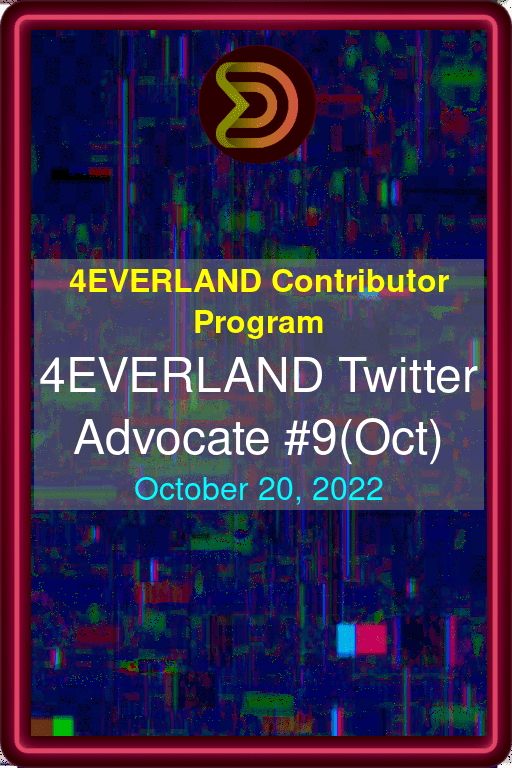 4EVERLAND Contributor
Program
4EVERLAND Twitter
Advocate #9(Oct)
October 20, 2022